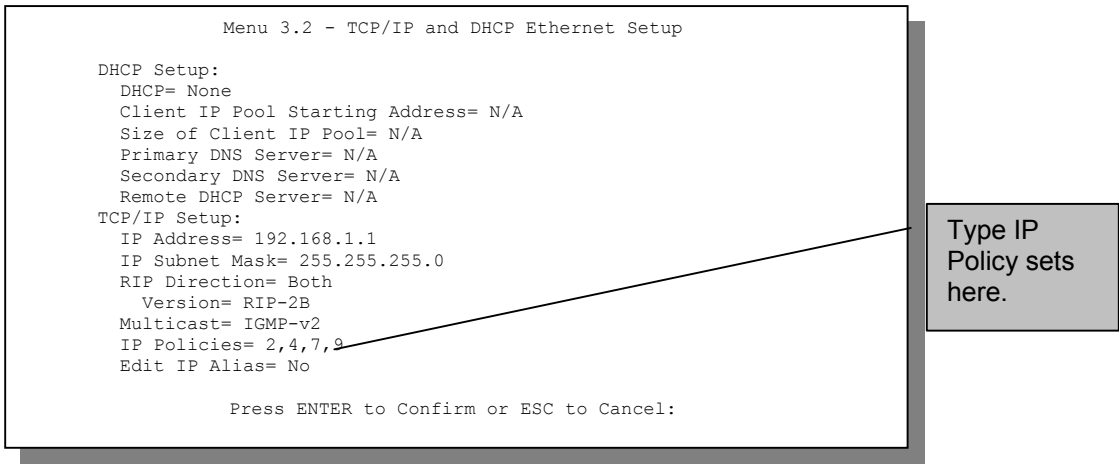 Menu 3.2 - TCP/IP and DHCP Ethernet Setup
DHCP Setup:
DHCP= None
Client IP Pool Starting Address= N/A
Size of Client IP Pool= N/A
Primary DNS Server= N/A
Secondary DNS Server= N/A
Remote DHCP Server= N/A
TCP/IP Setup:
IP Address= 192.168.1.1
IP Subnet Mask= 255.255.255.0
RIP Direction= Both
Version= RIP-2B
Multicast= IGMP-v2
IP Policies= 2,4,7,9
Edit IP Alias= No
Press ENTER to Confirm or ESC to Cancel:
Type IP
Policy sets
here.